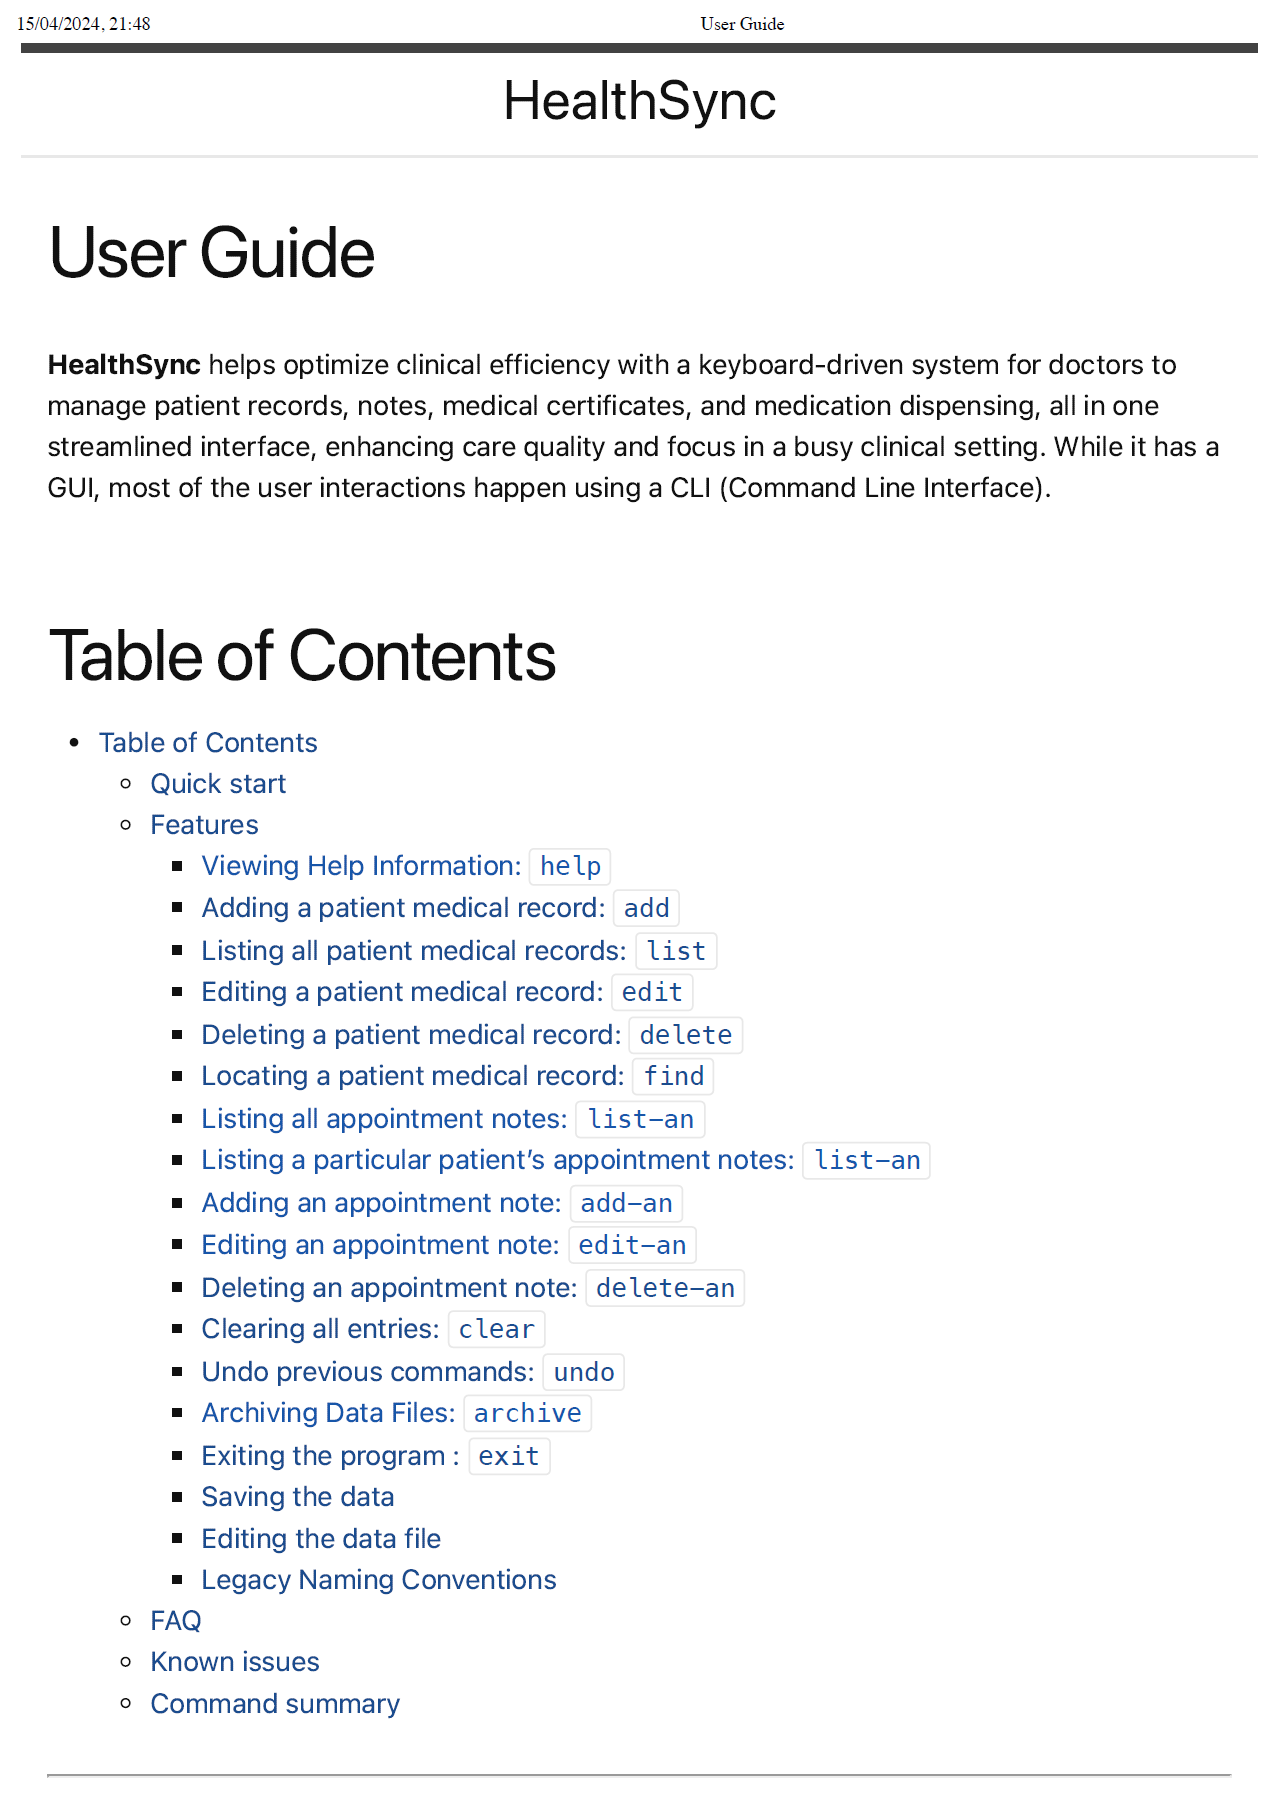 15/04/2024, 21:48 User Guide
HealthSync
User Guide
HealthSync helps optimize clinical efficiency with a keyboard-driven system for doctors to
manage patient records, notes, medical certificates, and medication dispensing, all in one
streamlined interface, enhancing care quality and focus in a busy clinical setting. While it has a
GUI, most of the user interactions happen using a CLI (Command Line Interface).
Table of Contents
• Table of Contents
◦ Quick start
◦ Features
▪ Viewing Help Information: help
▪ Adding a patient medical record: add
▪ Listing all patient medical records: list
▪ Editing a patient medical record: edit
▪ Deleting a patient medical record: delete
▪ Locating a patient medical record: find
▪ Listing all appointment notes: list-an
▪ Listing a particular patient’s appointment notes: list-an
▪ Adding an appointment note: add-an
▪ Editing an appointment note: edit-an
▪ Deleting an appointment note: delete-an
▪ Clearing all entries: clear
▪ Undo previous commands: undo
▪ Archiving Data Files: archive
▪ Exiting the program : exit
▪ Saving the data
▪ Editing the data file
▪ Legacy Naming Conventions
◦ FAQ
◦ Known issues
◦ Command summary